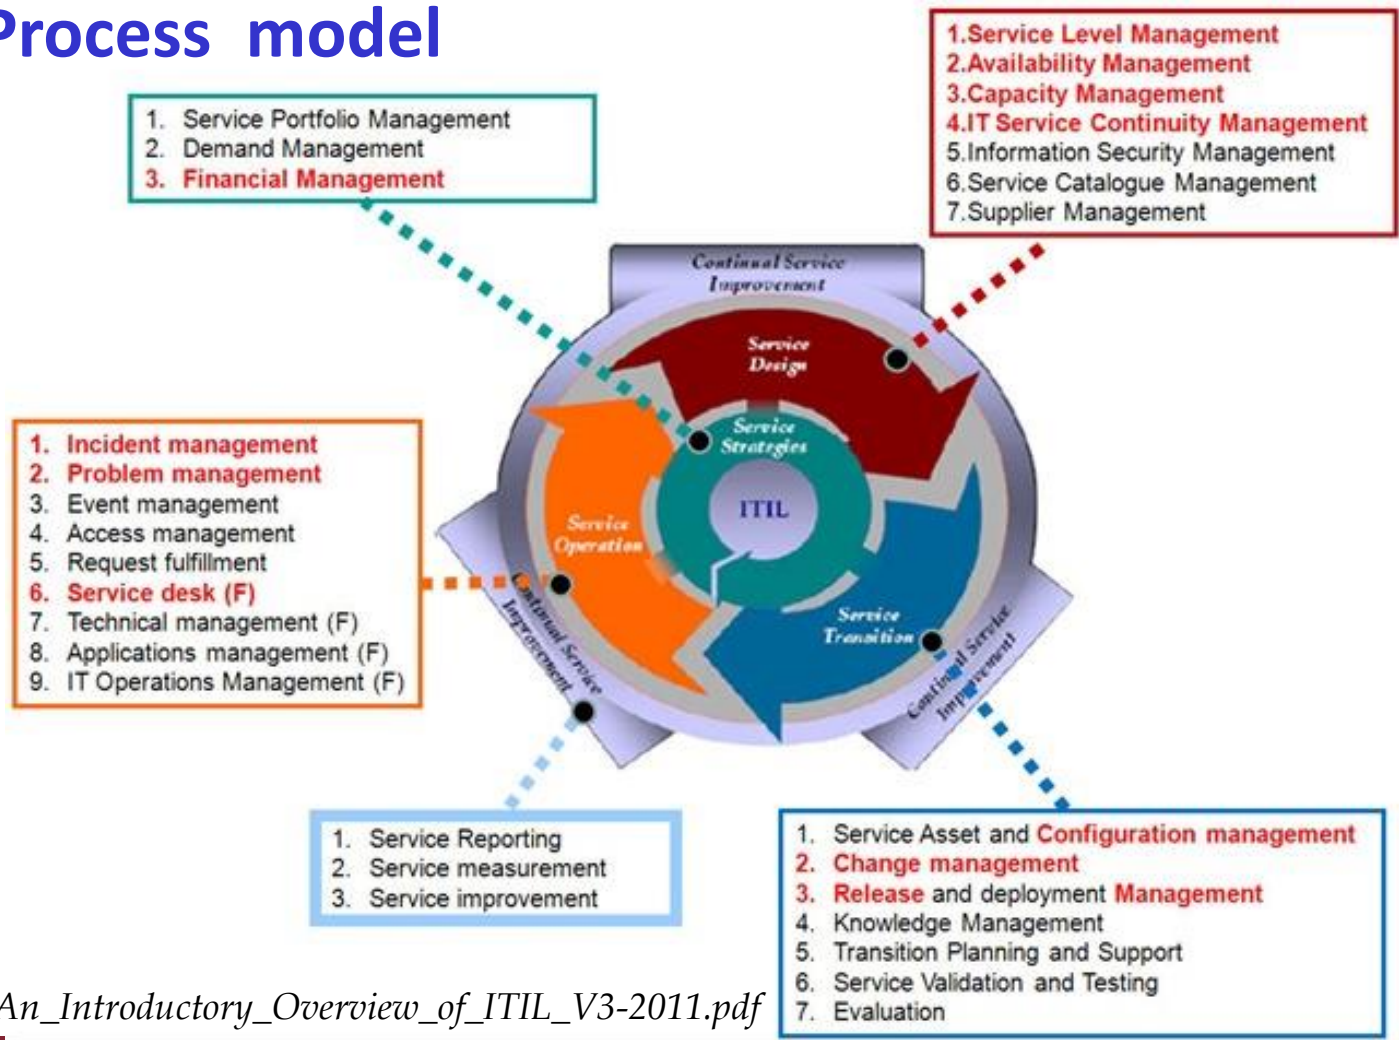 Process model
1. Service Portfolio Management
2. Demand Management
3. Financial Management
1.Service Level Management
2.Availability Management
3.Capacity Management
4.IT Service Continuity Management
5.Information Security Management
6.Service Catalogue Management
7.Supplier Management
Continual Service
Improvement
Service
Design
Service
Stratrgies
ITIL
Service
Operation
Service
Transition
Continual Service
Improvement
Continual Service
Improvement
1. Incident management
2. Problem management
3. Event management
4. Access management
5. Request fulfillment
6. Service desk (F)
7. Technical management (F)
8. Applications management (F)
9. IT Operations Management (F)
1. Service Reporting
2. Service measurement
3. Service improvement
1. Service Asset and Configuration management
2. Change management
3. Release and deployment Management
4. Knowledge Management
5. Transition Planning and Support
6. Service Validation and Testing
7. Evaluation
An_Introductory_Overview_of_ITIL_V3-2011.pdf